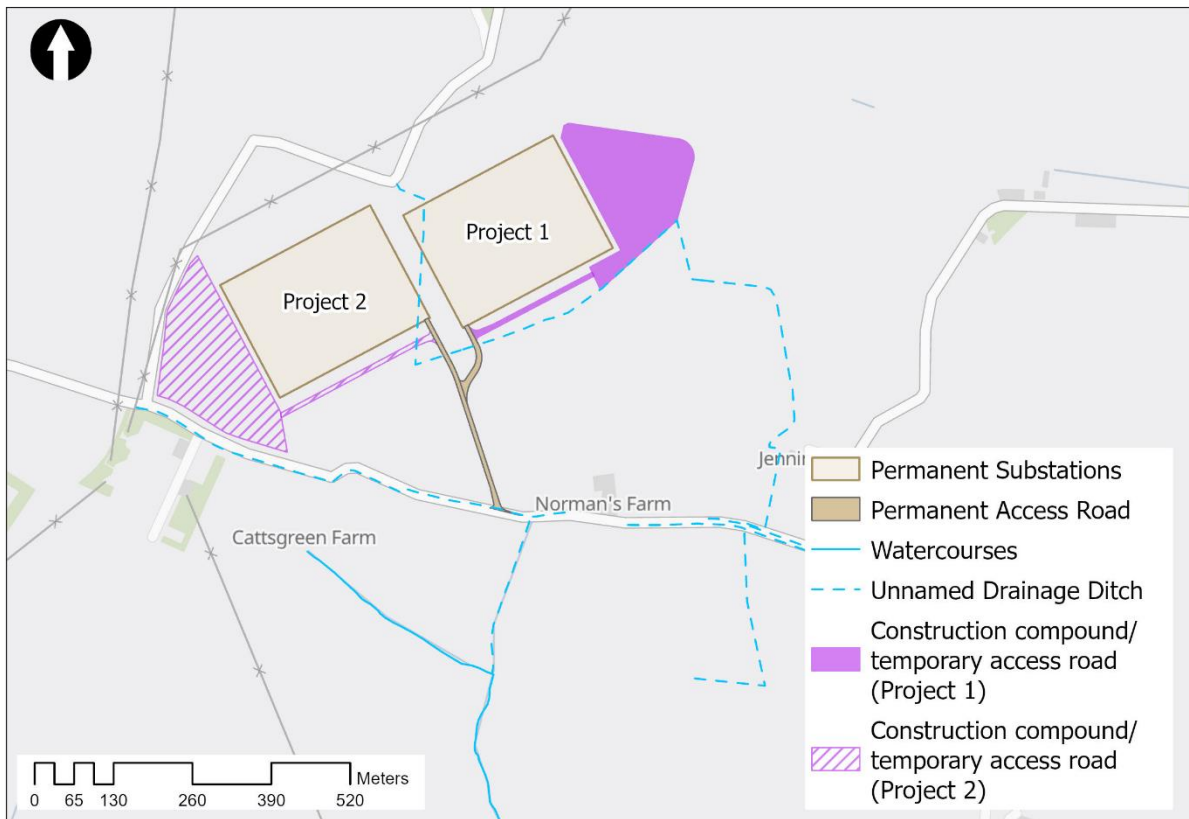 Project 1
Project 2
Jenni
Norman's Farm
Cattsgreen Farm
Permanent Substations
Permanent Access Road
Watercourses
Unnamed Drainage Ditch
Construction compound/
temporary access road
(Project 1)
Construction compound/
temporary access road
(Project 2)
Meters
0 65 130 260 390 520